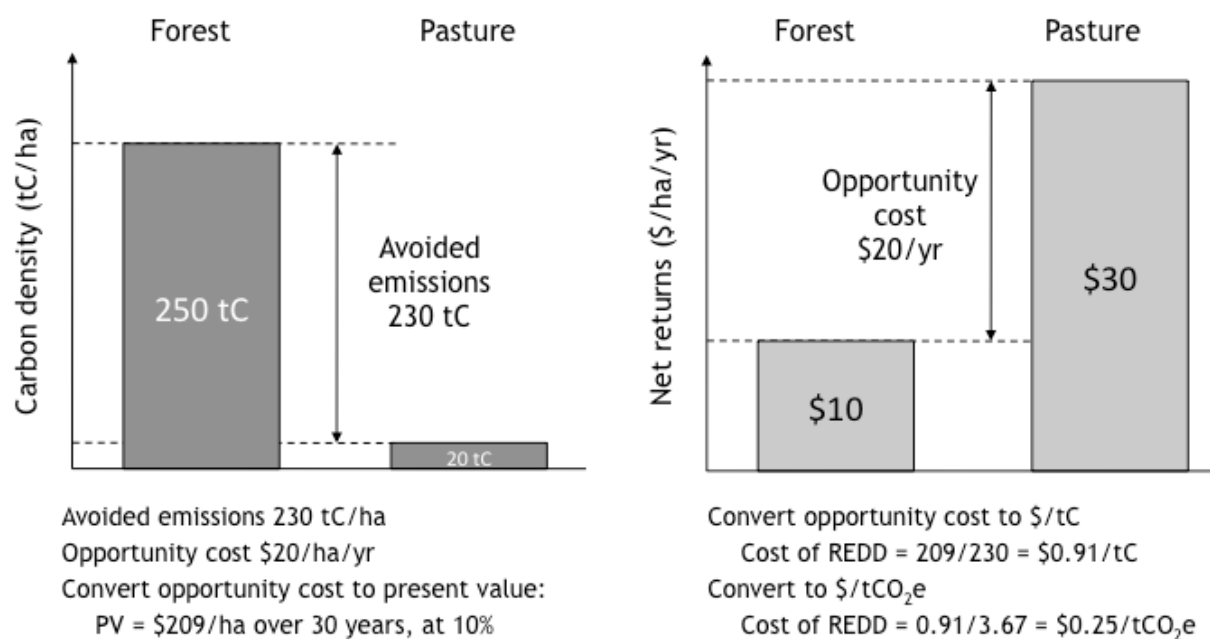 Forest
Pasture
Carbon density (tC/ha)
250 tC
Avoided
emissions
230 tC
20 tC
Avoided emissions 230 tC/ha
Opportunity cost $20/ha/yr
Convert opportunity cost to present value:
PV = $209/ha over 30 years, at 10%
Forest
Pasture
Net returns ($/ha/yr)
Opportunity
cost
$20/yr
$30
$10
Convert opportunity cost to $/tC
Cost of REDD = 209/230 = $0.91/tC
Convert to $/tCO₂e
Cost of REDD = 0.91/3.67 = $0.25/tCO₂e